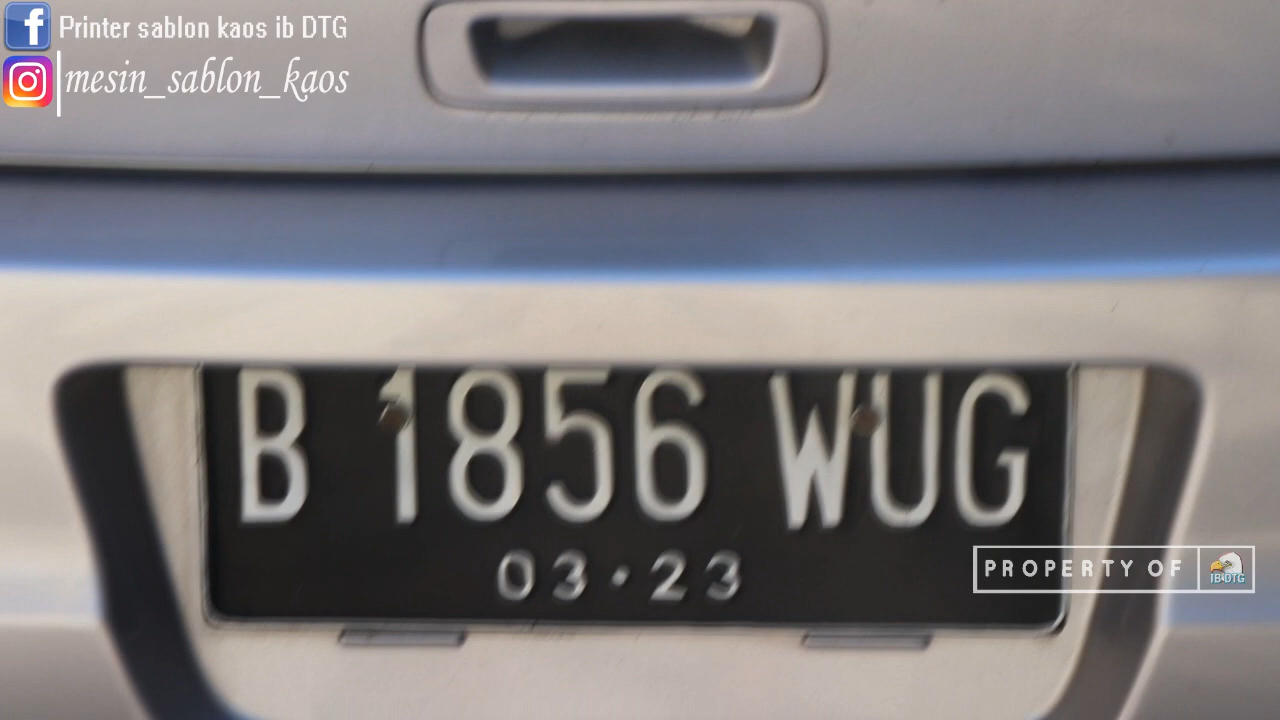 Printer sablon kaos ib DTG
mesin_sablon_kaos
B 1856 WUG
03·23
PROPERTY OF
IB DTG